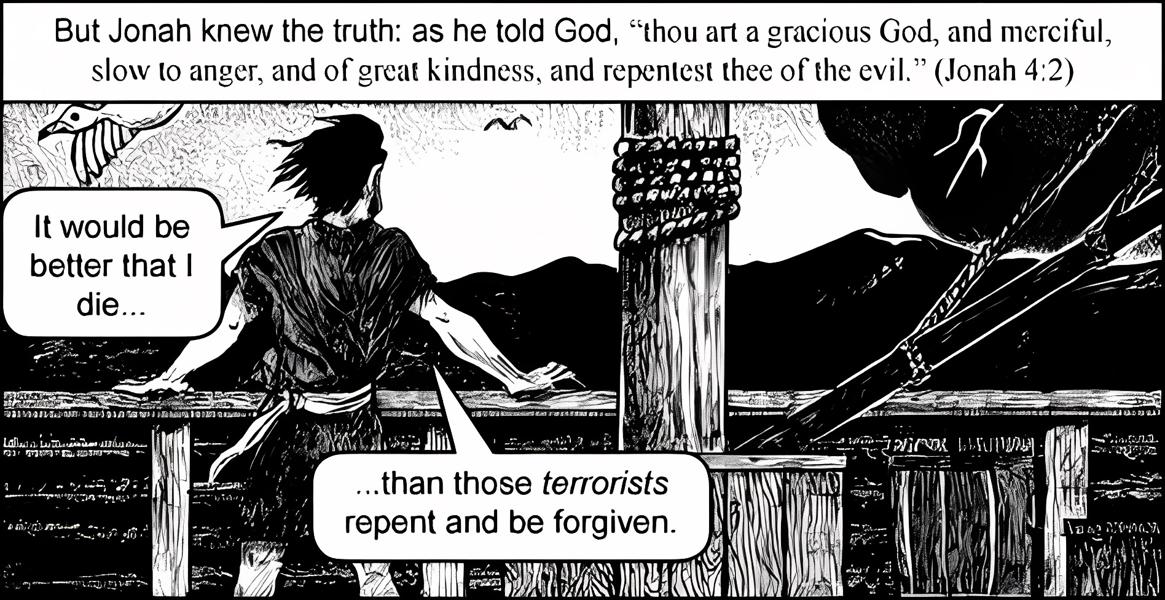 But Jonah knew the truth: as he told God, “thou art a gracious God, and merciful,
slow to anger, and of great kindness, and repentest thee of the evil.” (Jonah 4:2)
It would be
better that I
die...
...than those terrorists
repent and be forgiven.